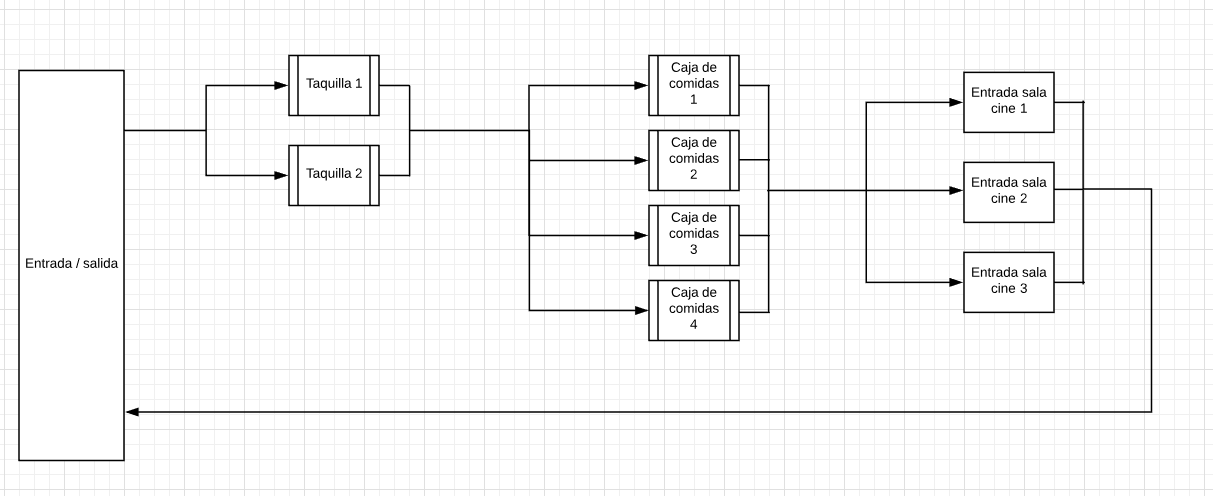 Entrada / salida
Taquilla 1
Taquilla 2
Caja de
comidas
1
Caja de
comidas
2
Caja de
comidas
3
Caja de
comidas
4
Entrada sala
cine 1
Entrada sala
cine 2
Entrada sala
cine 3